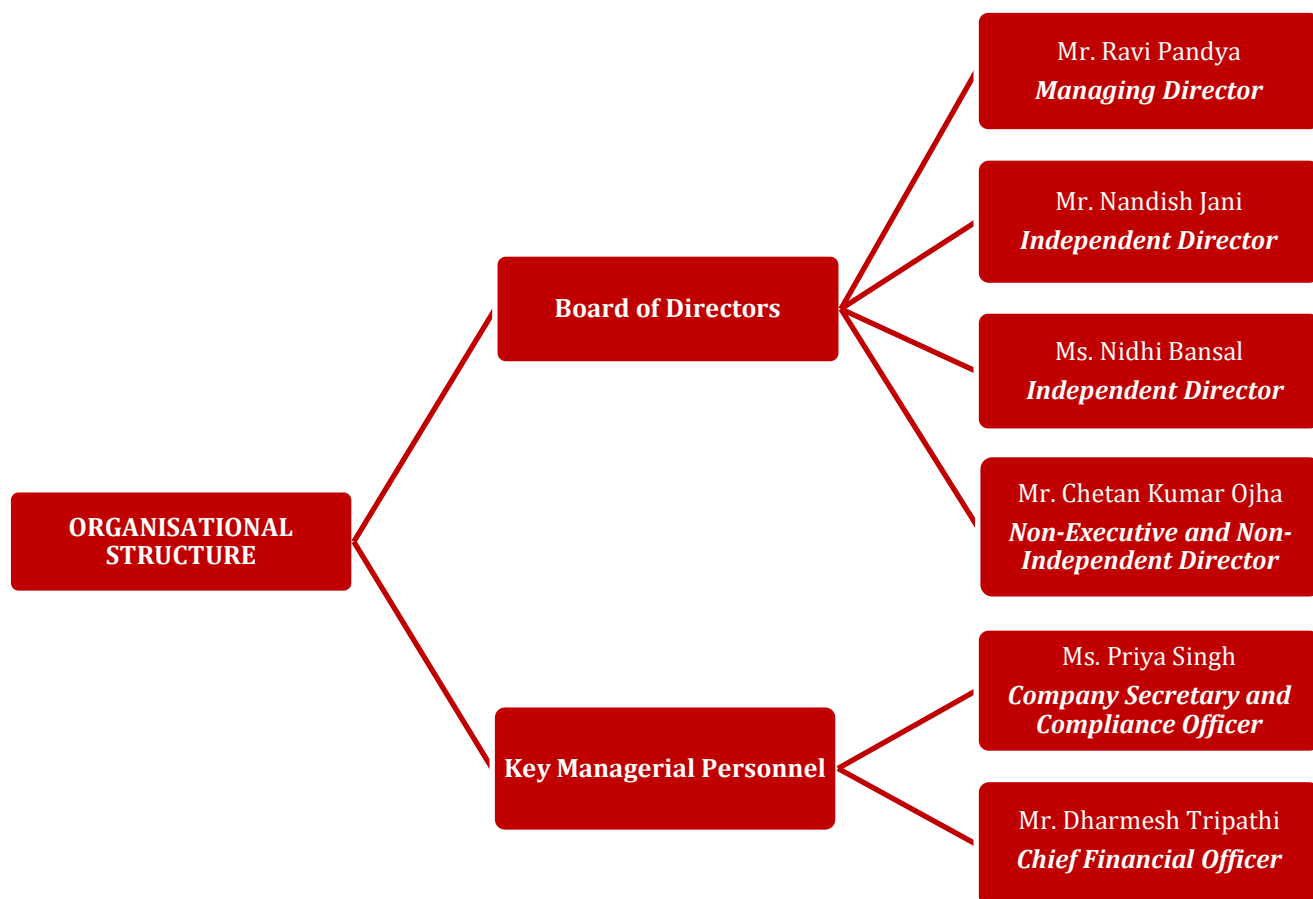 ORGANISATIONAL
STRUCTURE
Board of Directors
Mr. Ravi Pandya
Managing Director
Mr. Nandish Jani
Independent Director
Ms. Nidhi Bansal
Independent Director
Mr. Chetan Kumar Ojha
Non-Executive and Non-
Independent Director
Key Managerial Personnel
Ms. Priya Singh
Company Secretary and
Compliance Officer
Mr. Dharmesh Tripathi
Chief Financial Officer